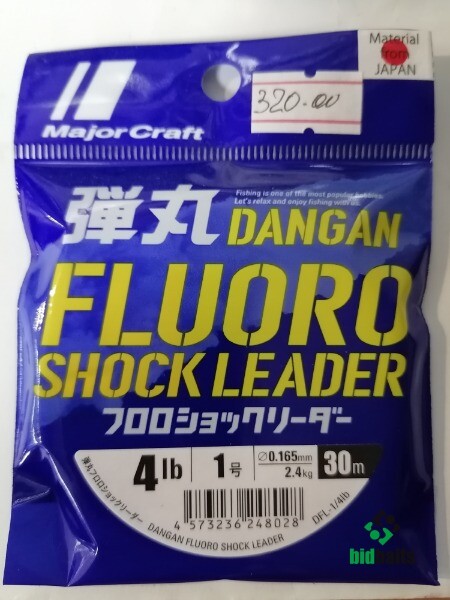 Material
from
JAPAN
320.00
Major Craft
Fishing is one of the most popular hobbies.
Let's relax and enjoy fishing with us.
弾丸 DANGAN
FLUORO
SHOCK LEADER
フロロショックリーダー
4lb
1号
∅0.165mm
2.4kg
30m
弾丸フロロショックリーダー DANGAN FLUORO SHOCK LEADER DFL-1/4lb
4 573236 248028